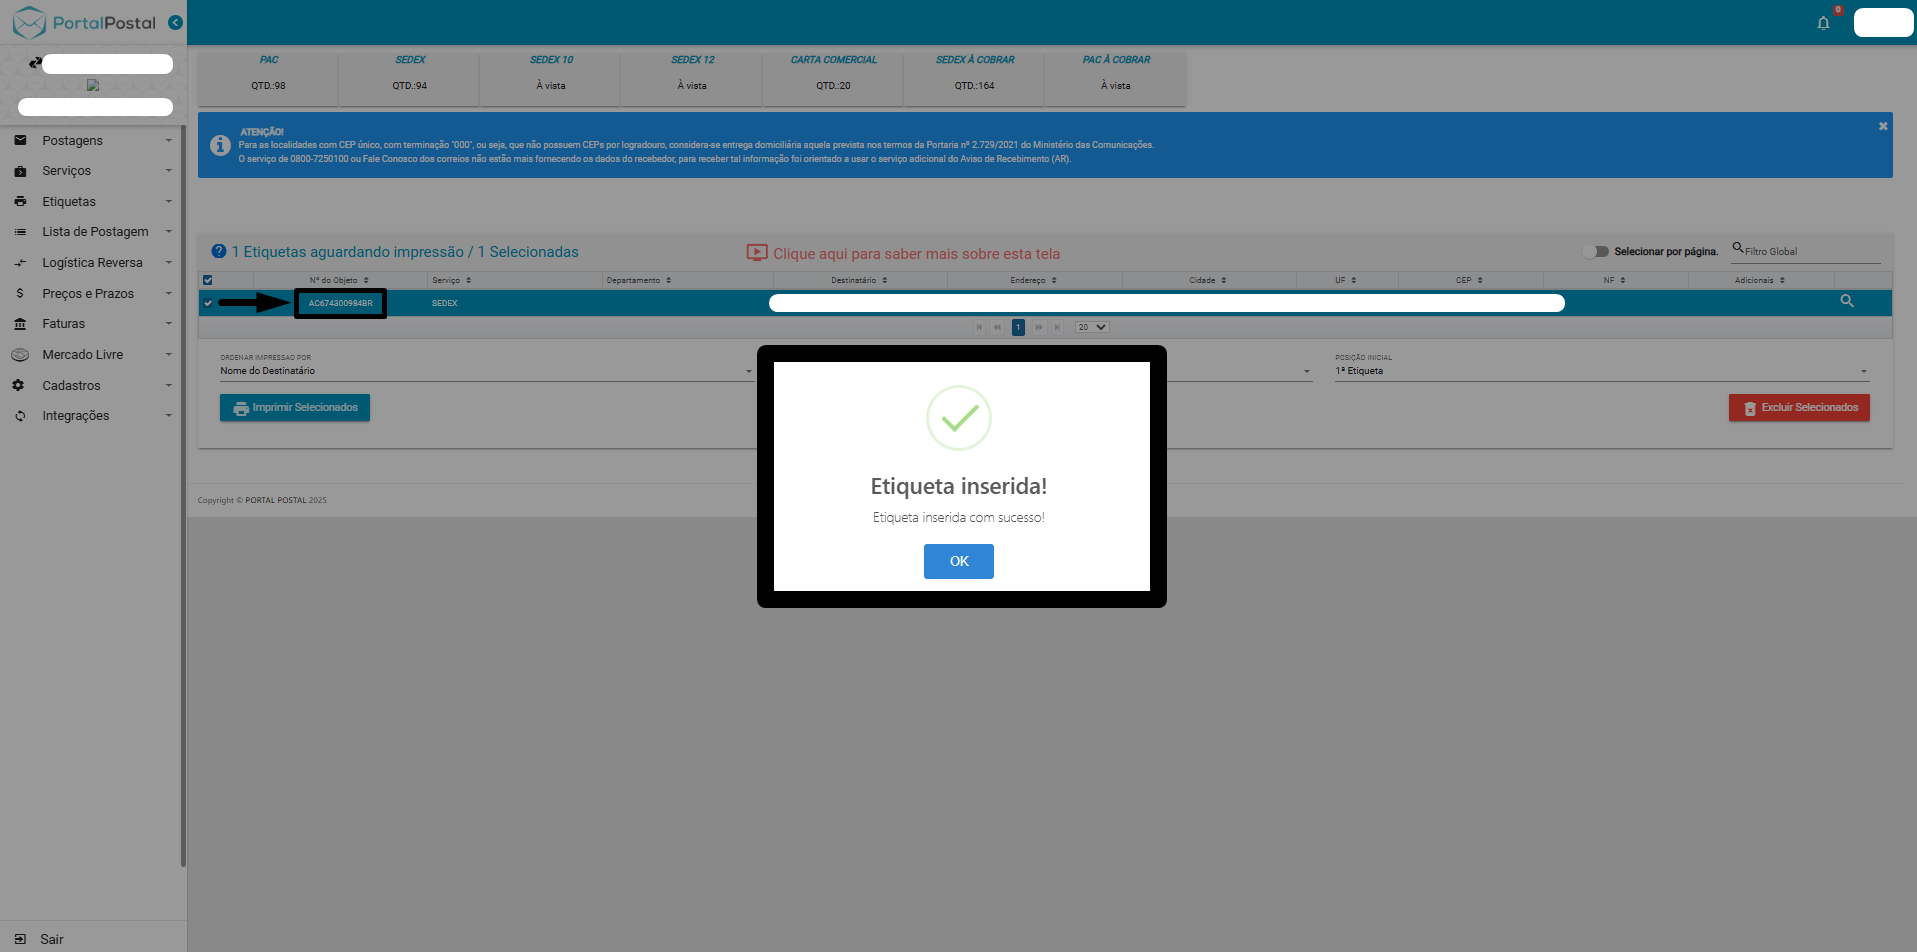 PortalPostal
0
PAC
SEDEX
SEDEX 10
SEDEX 12
CARTA COMERCIAL
SEDEX À COBRAR
PAC À COBRAR
QTD.:98
QTD.:94
À vista
À vista
QTD.:20
QTD.:164
À vista
ATENÇÃO!
Para as localidades com CEP único, com terminação "000", ou seja, que não possuem CEPs por logradouro, considera-se entrega domiciliária aquela prevista nos termos da Portaria nº 2.729/2021 do Ministério das Comunicações.
O serviço de 0800-7250100 ou Fale Conosco dos correios não estão mais fornecendo os dados do recebedor, para receber tal informação foi orientado a usar o serviço adicional do Aviso de Recebimento (AR).
Postagens
Serviços
Etiquetas
Lista de Postagem
Logística Reversa
Preços e Prazos
Faturas
Mercado Livre
Cadastros
Integrações
Sair
1 Etiquetas aguardando impressão / 1 Selecionadas
Clique aqui para saber mais sobre esta tela
Selecionar por página.
Filtro Global
Nº do Objeto
Serviço
Departamento
Destinatário
Endereço
Cidade
UF
CEP
NF
Adicionais
AC674300984BR
SEDEX
1
20
ORDENAR IMPRESSAO POR
Nome do Destinatário
POSIÇÃO INICIAL
1ª Etiqueta
Imprimir Selecionados
Excluir Selecionados
Etiqueta inserida!
Etiqueta inserida com sucesso!
OK
Copyright © PORTAL POSTAL 2025